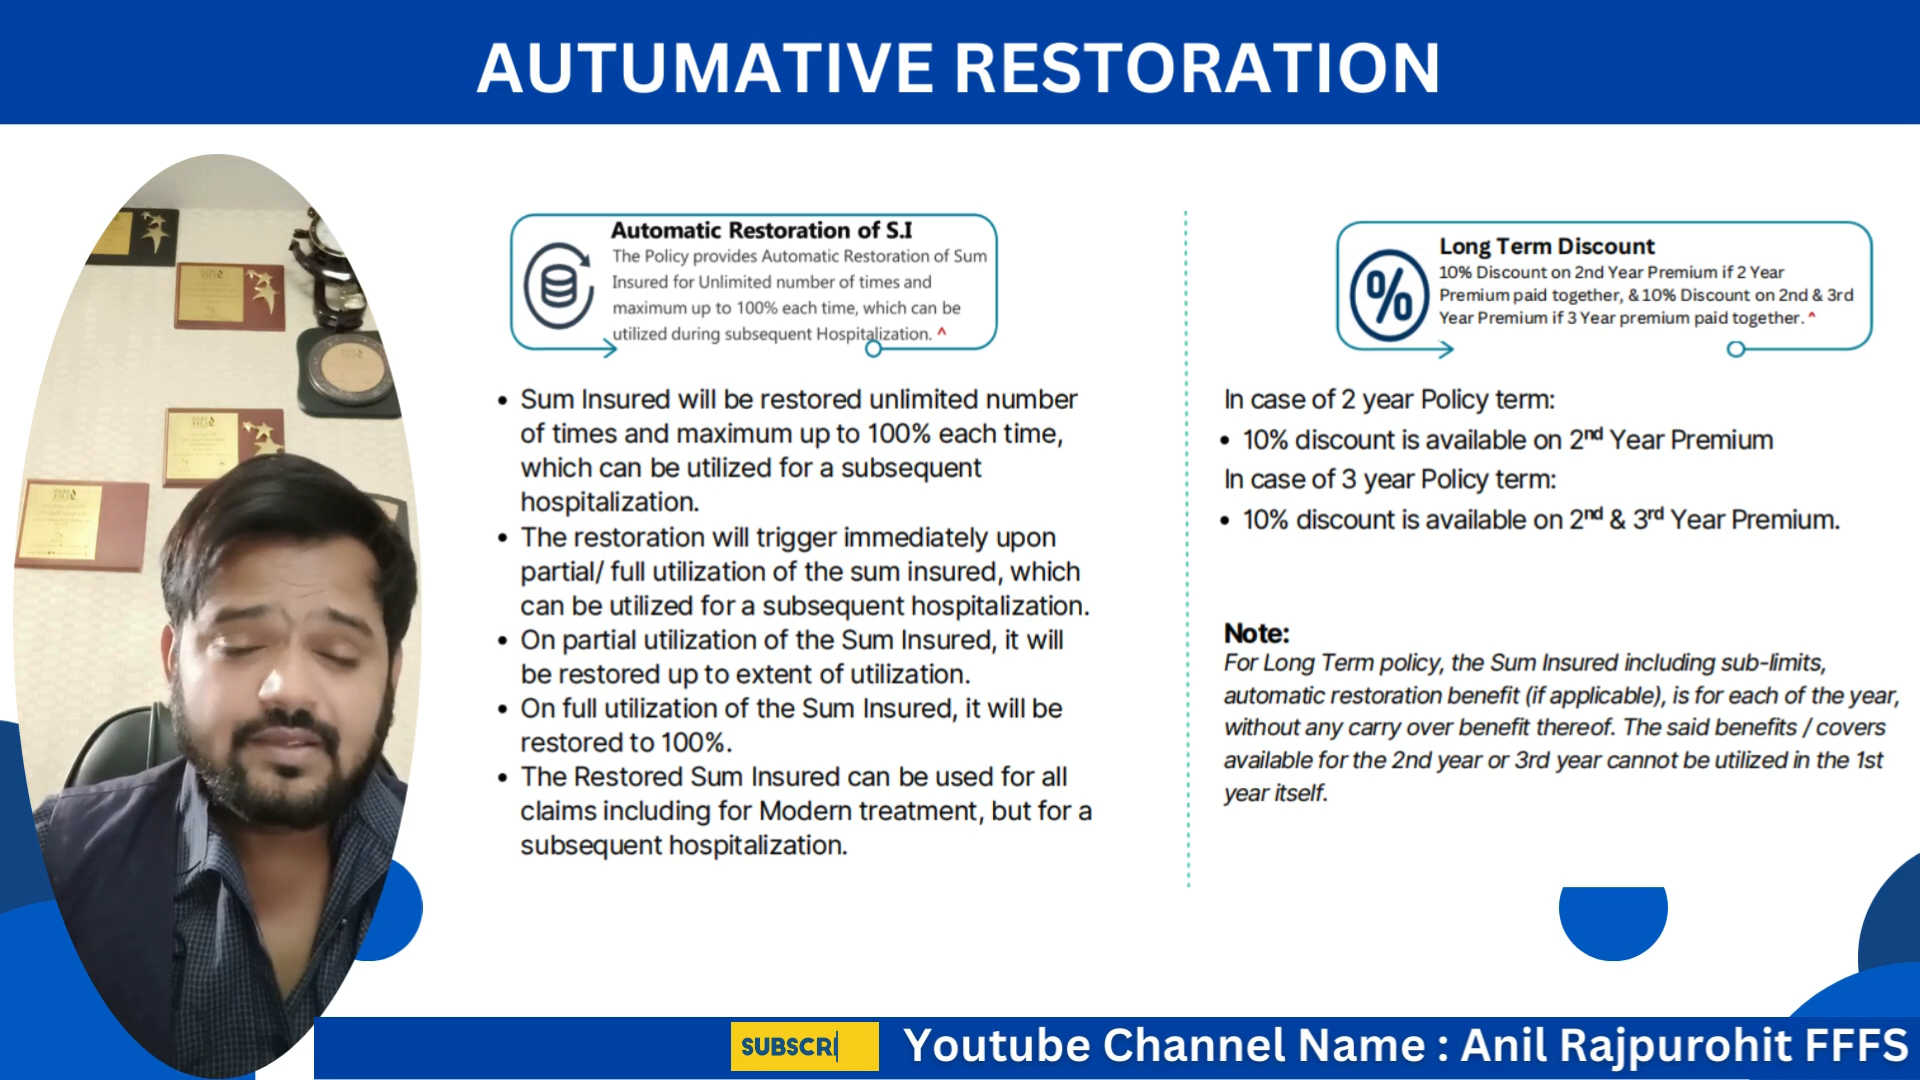 AUTUMATIVE RESTORATION
Automatic Restoration of S.I
The Policy provides Automatic Restoration of Sum
Insured for Unlimited number of times and
maximum up to 100% each time, which can be
utilized during subsequent Hospitalization. ^
• Sum Insured will be restored unlimited number
of times and maximum up to 100% each time,
which can be utilized for a subsequent
hospitalization.
• The restoration will trigger immediately upon
partial/ full utilization of the sum insured, which
can be utilized for a subsequent hospitalization.
• On partial utilization of the Sum Insured, it will
be restored up to extent of utilization.
• On full utilization of the Sum Insured, it will be
restored to 100%.
• The Restored Sum Insured can be used for all
claims including for Modern treatment, but for a
subsequent hospitalization.
%
Long Term Discount
10% Discount on 2nd Year Premium if 2 Year
Premium paid together, & 10% Discount on 2nd & 3rd
Year Premium if 3 Year premium paid together. ^
In case of 2 year Policy term:
• 10% discount is available on 2nd Year Premium
In case of 3 year Policy term:
• 10% discount is available on 2nd & 3rd Year Premium.
Note:
For Long Term policy, the Sum Insured including sub-limits,
automatic restoration benefit (if applicable), is for each of the year,
without any carry over benefit thereof. The said benefits / covers
available for the 2nd year or 3rd year cannot be utilized in the 1st
year itself.
SUBSCRI
Youtube Channel Name : Anil Rajpurohit FFFS